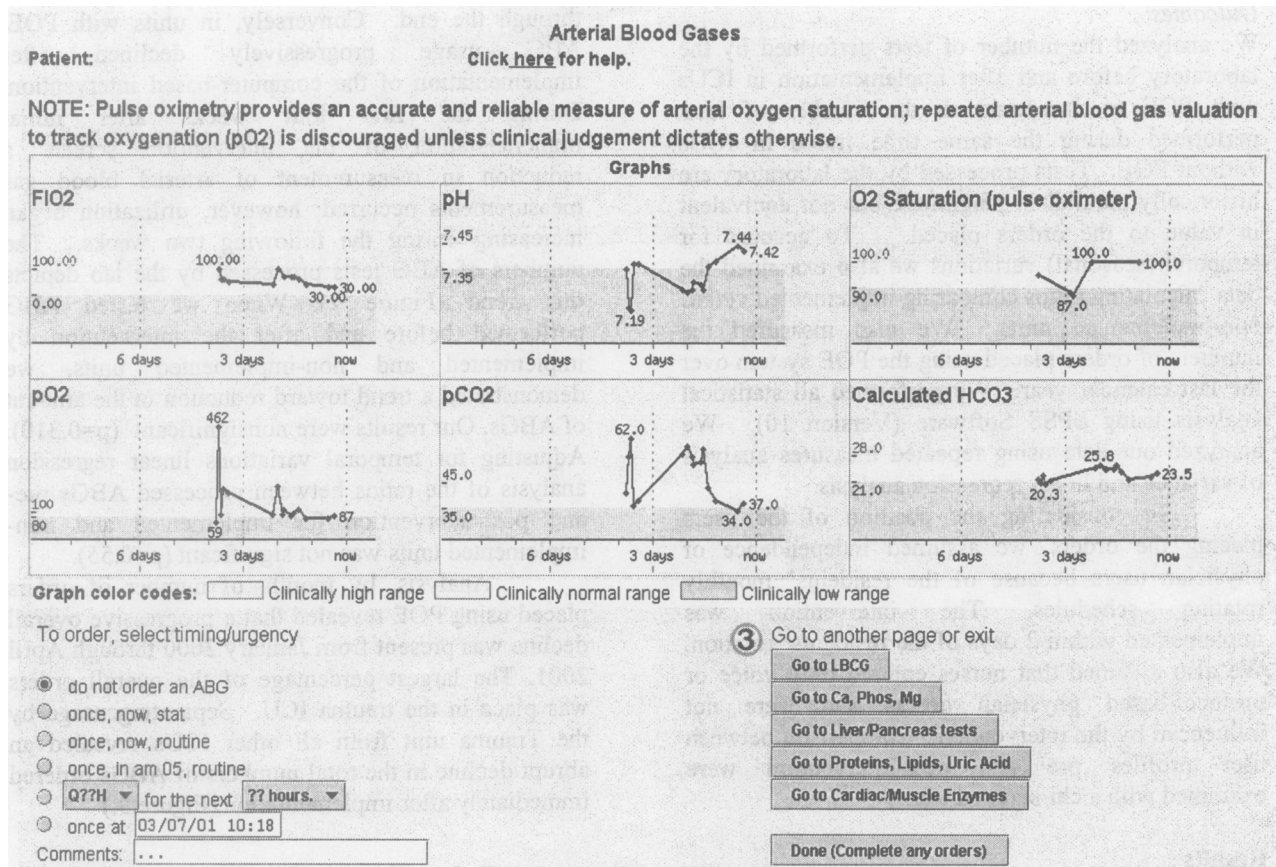 Arterial Blood Gases
Patient:
Click here for help.
NOTE: Pulse oximetry provides an accurate and reliable measure of arterial oxygen saturation; repeated arterial blood gas valuation
to track oxygenation (pO2) is discouraged unless clinical judgement dictates otherwise.
Graphs
FIO2
100.00
100.00
30.00
30.00
6 days
3 days
now
pH
7.45
7.35
7.19
7.44
7.42
6 days
3 days
now
O2 Saturation (pulse oximeter)
100.0
90.0
100.0
87.0
100.0
6 days
3 days
now
pO2
462
100
80
59
87
6 days
3 days
now
pCO2
62.0
45.0
35.0
37.0
34.0
6 days
3 days
now
Calculated HCO3
28.0
21.0
20.3
25.8
23.5
6 days
3 days
now
Graph color codes:
Clinically high range
Clinically normal range
Clinically low range
To order, select timing/urgency
do not order an ABG
once, now, stat
once, now, routine
once, in am 05, routine
Q??H for the next ?? hours
once at 03/07/01 10:18
Comments: ...
3 Go to another page or exit
Go to LBCG
Go to Ca, Phos, Mg
Go to Liver/Pancreas tests
Go to Proteins, Lipids, Uric Acid
Go to Cardiac/Muscle Enzymes
Done (Complete any orders)